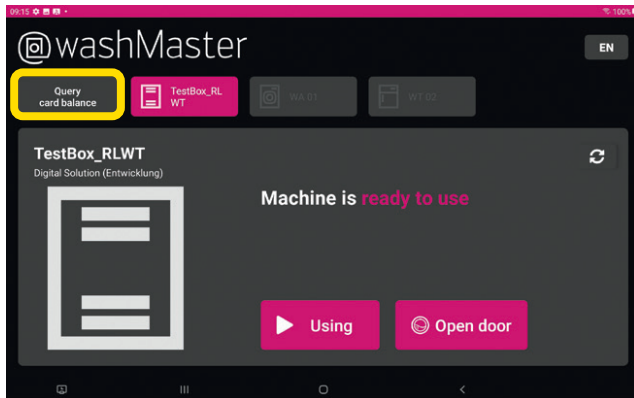 09:15
100%
@washMaster
EN
Query
card balance
TestBox_RL
WT
WA 01
WT 02
TestBox_RLWT
Digital Solution (Entwicklung)
Machine is ready to use
Using
Open door